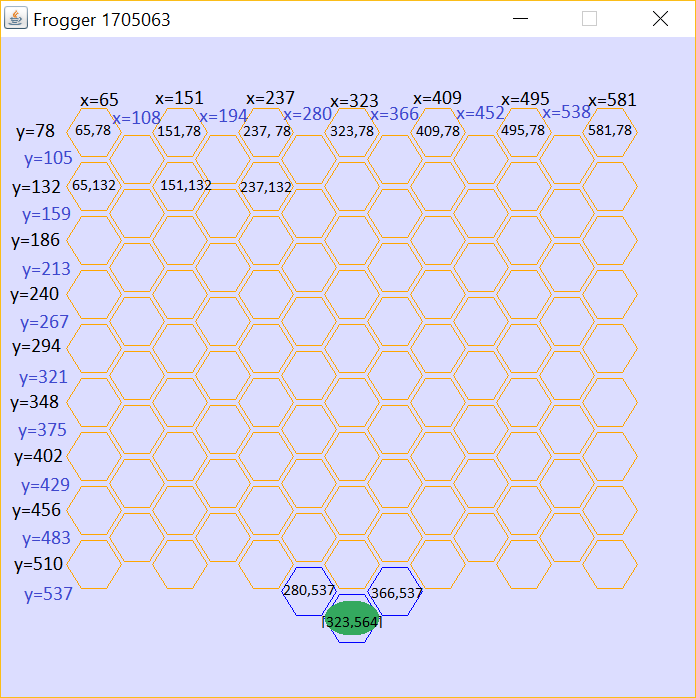 Frogger 1705063
x=65 x=151 x=237 x=323 x=409 x=495 x=581
x=108 x=194 x=280 x=366 x=452 x=538
y=78 65,78 151,78 237, 78 323,78 409,78 495,78 581,78
y=105
y=132 65,132 151,132 237,132
y=159
y=186
y=213
y=240
y=267
y=294
y=321
y=348
y=375
y=402
y=429
y=456
y=483
y=510
y=537 280,537 366,537
[323,564]